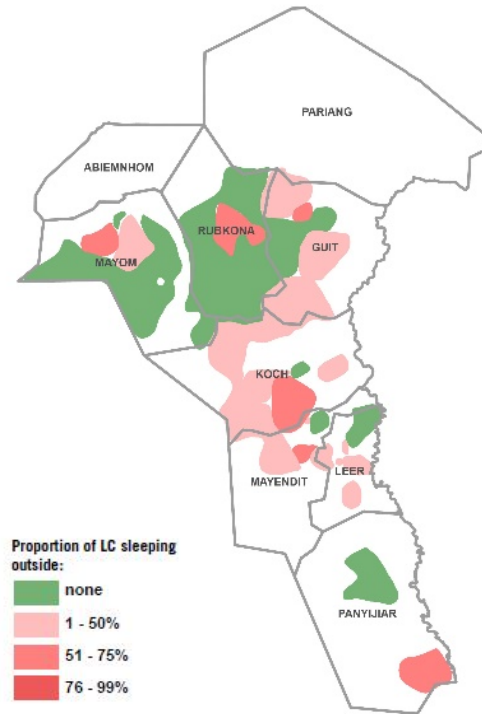 PARIANG
ABIEMNHOM
RUBKONA
GUIT
MAYOM
KOCH
MAYENDIT
LEER
Proportion of LC sleeping
outside:
none
1 - 50%
51 - 75%
76 - 99%
PANYIJIAR